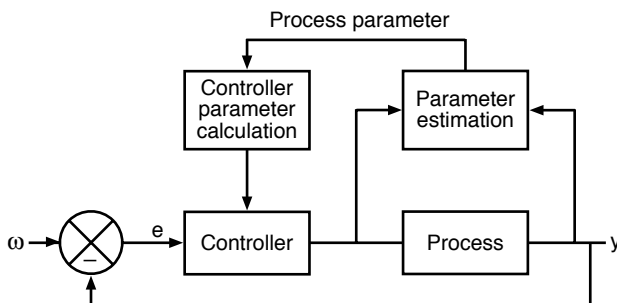 Process parameter
Controller
parameter
calculation
Parameter
estimation
ω
–
e
Controller
Process
y